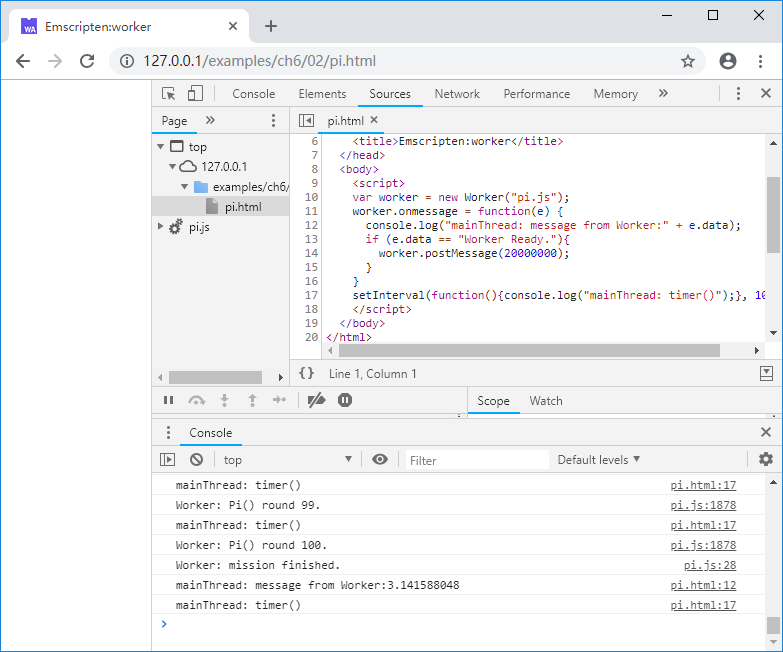 Emscripten:worker
127.0.0.1/examples/ch6/02/pi.html
Console Elements Sources Network Performance Memory »
Page » pi.html
top
127.0.0.1
examples/ch6/
pi.html
pi.js
6 <title>Emscripten:worker</title>
7 </head>
8 <body>
9 <script>
10 var worker = new Worker("pi.js");
11 worker.onmessage = function(e) {
12 console.log("mainThread: message from Worker:" + e.data);
13 if (e.data == "Worker Ready."){
14 worker.postMessage(20000000);
15 }
16 }
17 setInterval(function(){console.log("mainThread: timer()");}, 10
18 </script>
19 </body>
20 </html>
{} Line 1, Column 1
Scope Watch
Console
top Filter Default levels
mainThread: timer() pi.html:17
Worker: Pi() round 99. pi.js:1878
mainThread: timer() pi.html:17
Worker: Pi() round 100. pi.js:1878
Worker: mission finished. pi.js:28
mainThread: message from Worker:3.141588048 pi.html:12
mainThread: timer() pi.html:17
>